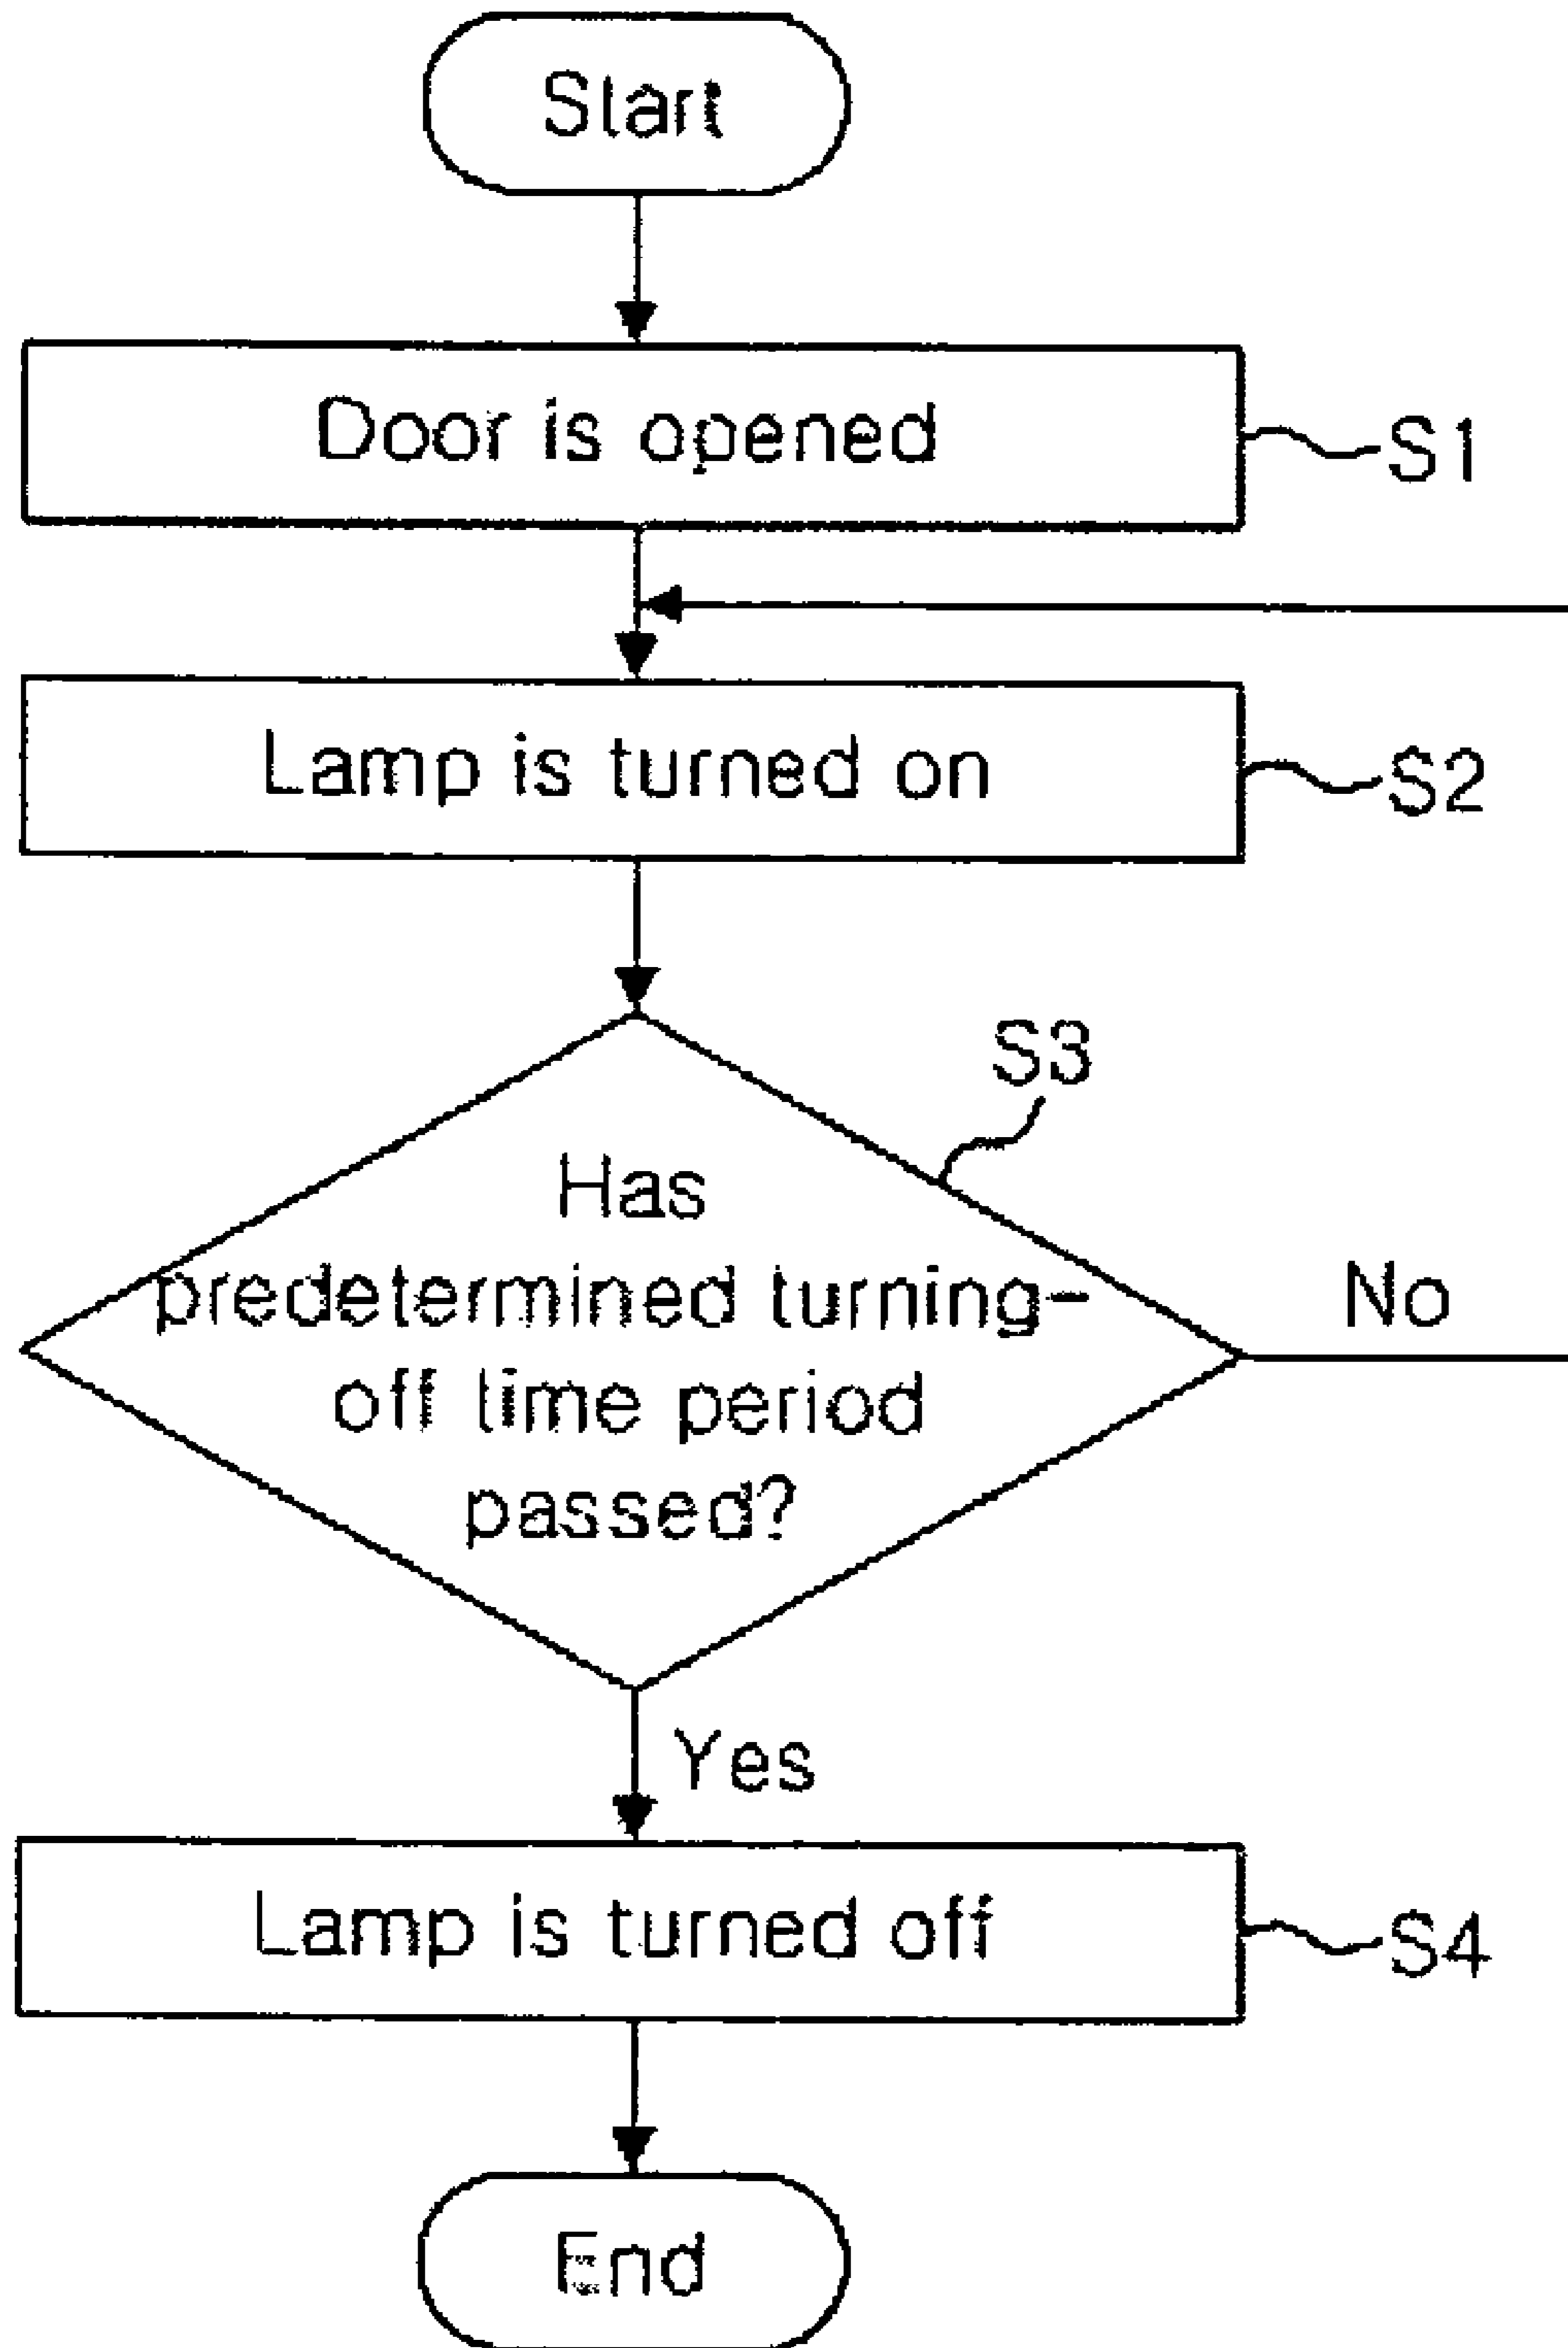 Start
Door is opened
S1
Lamp is turned on
S2
S3
Has
predetermined turning-
off time period
passed?
No
Yes
Lamp is turned off
S4
End